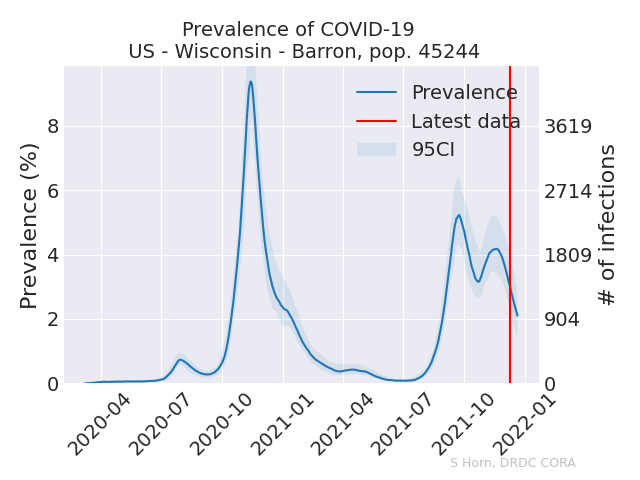 Prevalence of COVID-19
US - Wisconsin - Barron, pop. 45244
Prevalence
Latest data
95CI
Prevalence (%)
8
6
4
2
0
3619
2714
1809
904
0
# of infections
2020-04
2020-07
2020-10
2021-01
2021-04
2021-07
2021-10
2022-01
S Horn, DRDC CORA